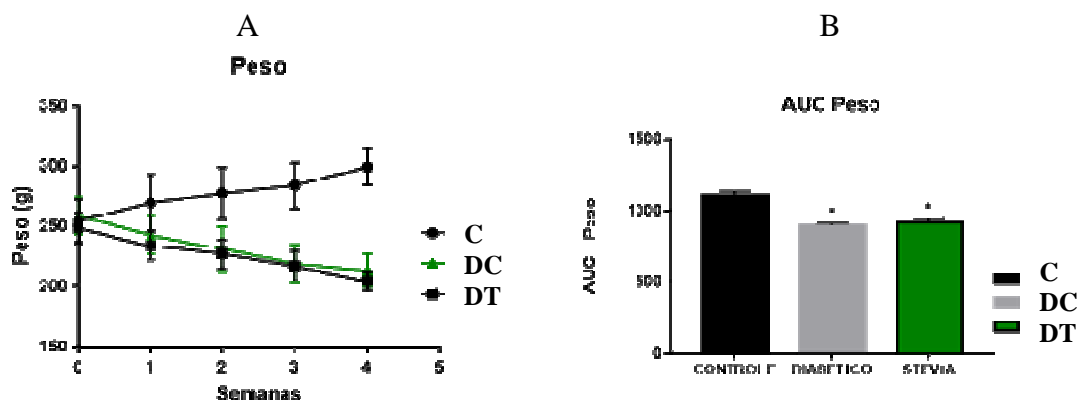 A
B
Peso
AUC Peso
Peso (g)
350
300
250
200
150
0
1
2
3
4
5
Semanas
C
DC
DT
AUC Peso
1500
1000
500
0
*
*
CONTROLE
DIABETICO
STEVIA
C
DC
DT